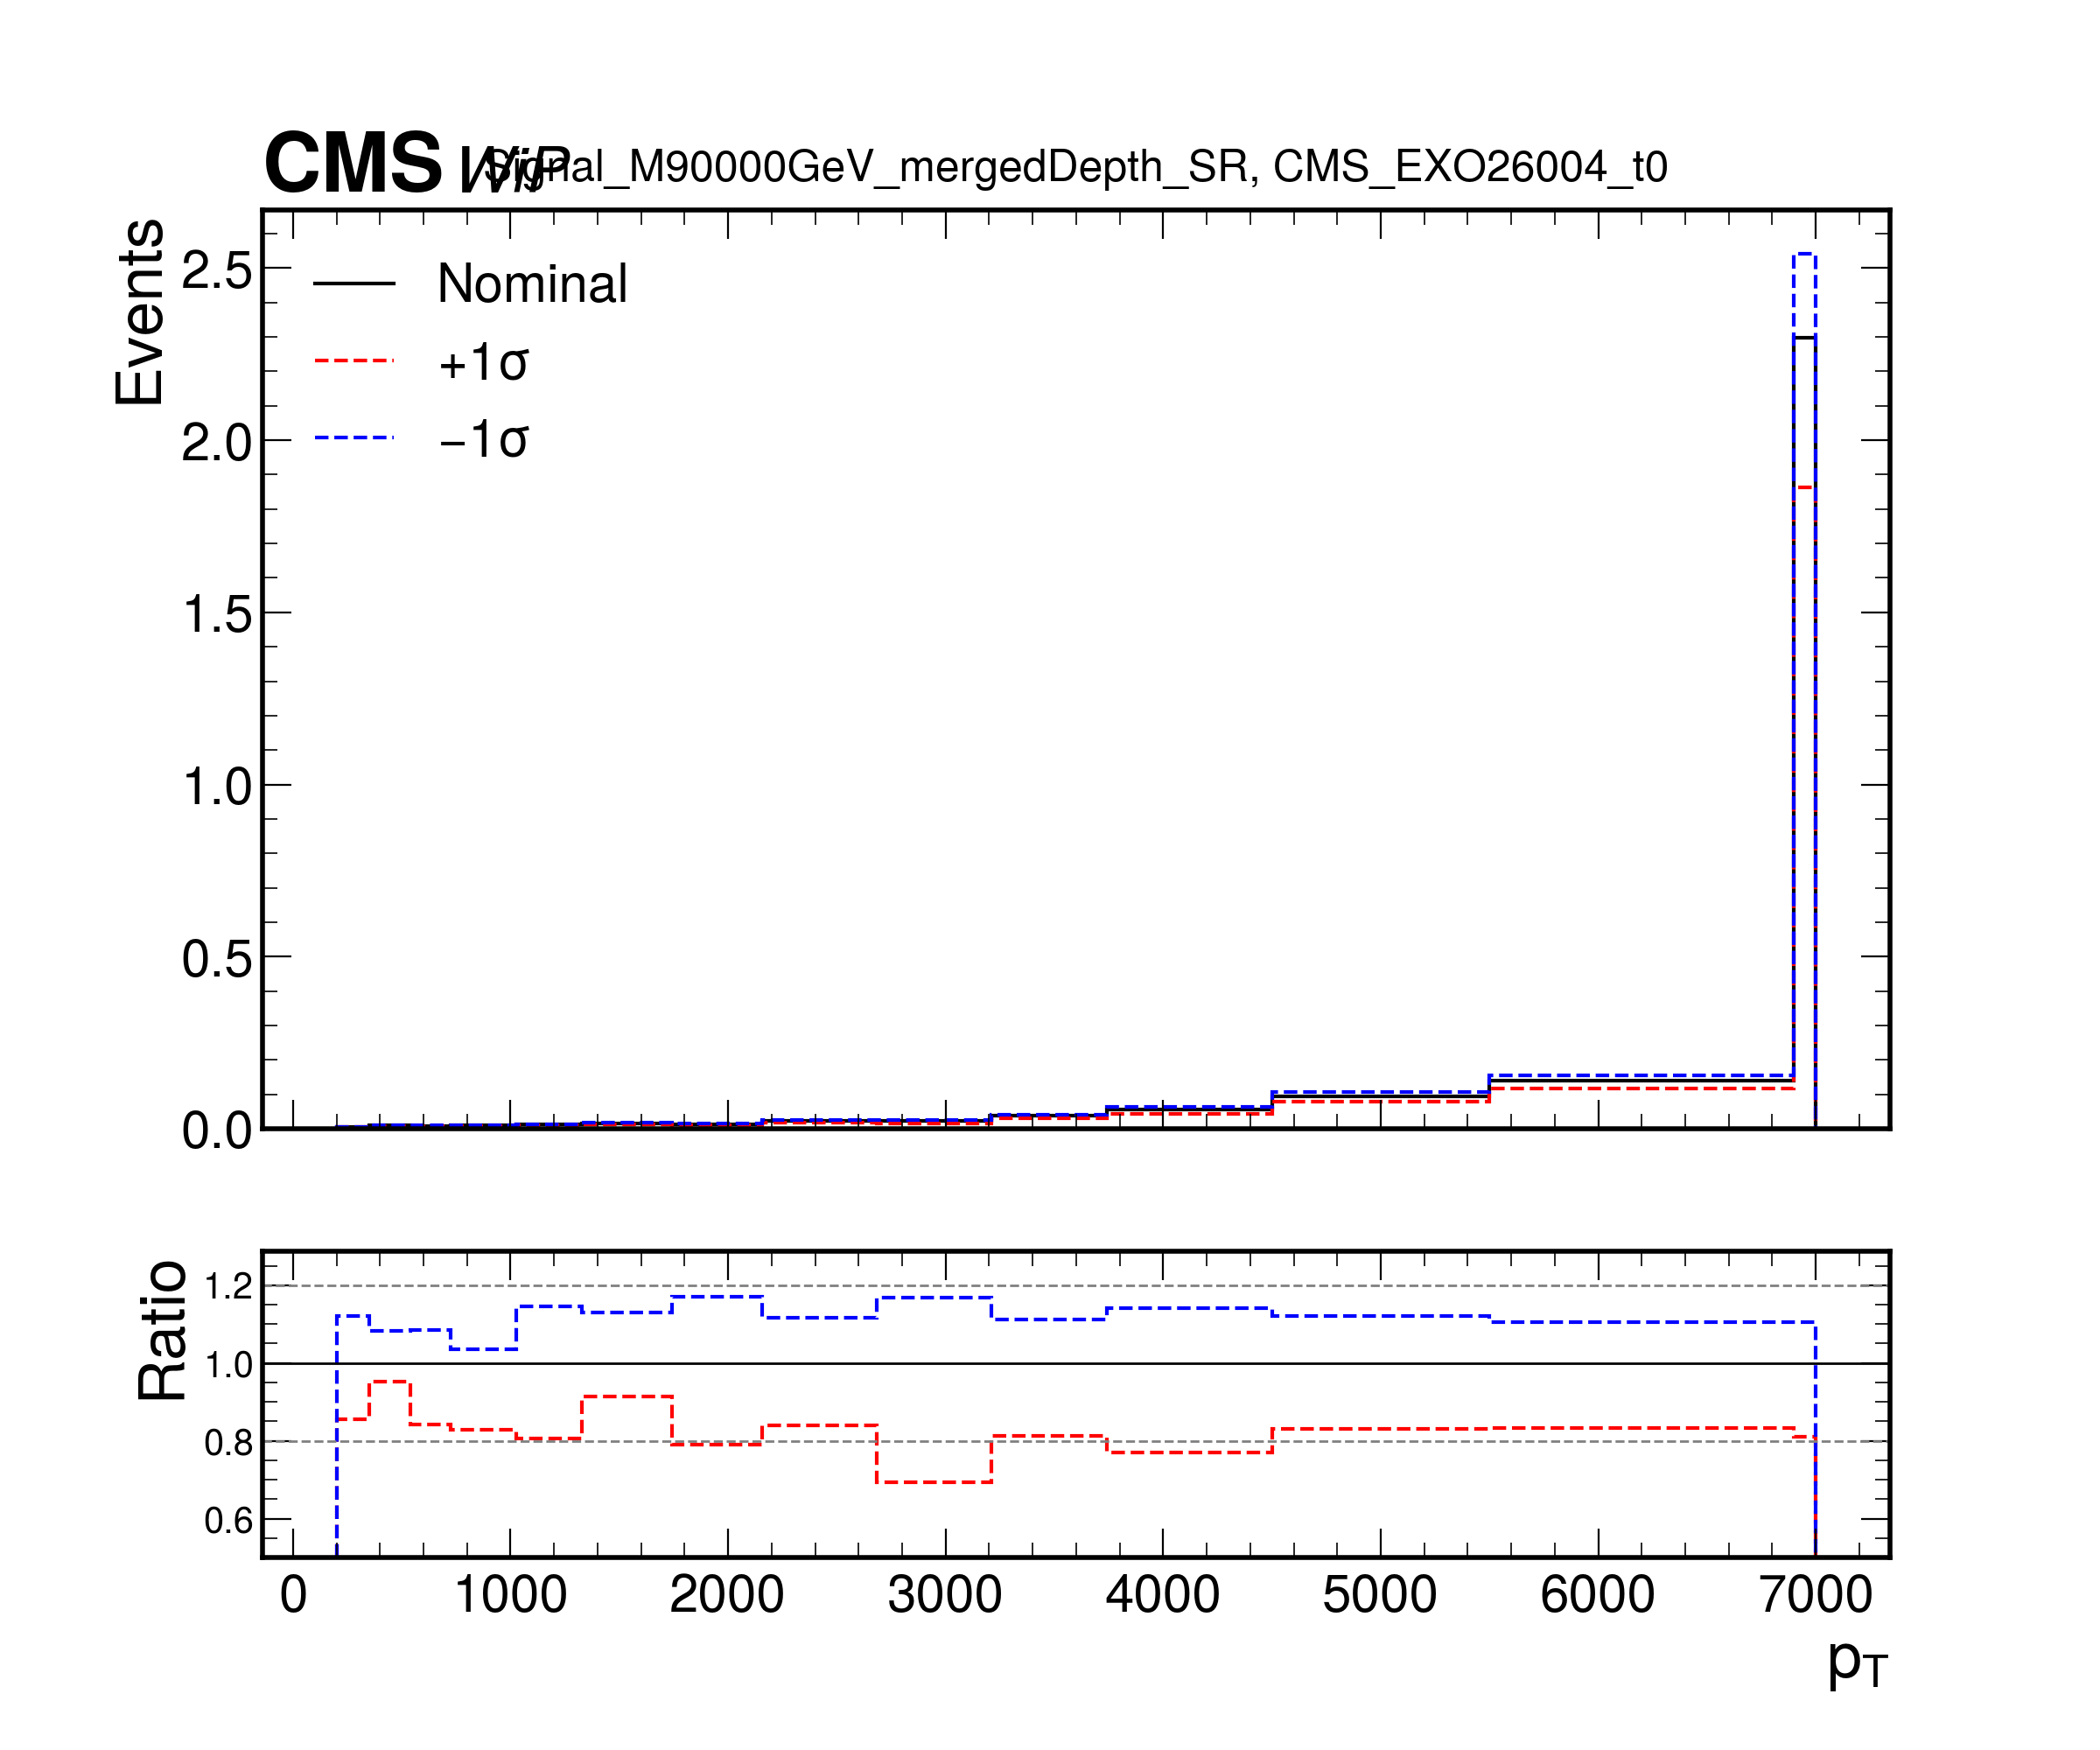 CMS WiP Signal_M90000GeV_mergedDepth_SR, CMS_EXO26004_t0
Events
2.5
2.0
1.5
1.0
0.5
0.0
Nominal
+1σ
−1σ
Ratio
1.2
1.0
0.8
0.6
0 1000 2000 3000 4000 5000 6000 7000
pT